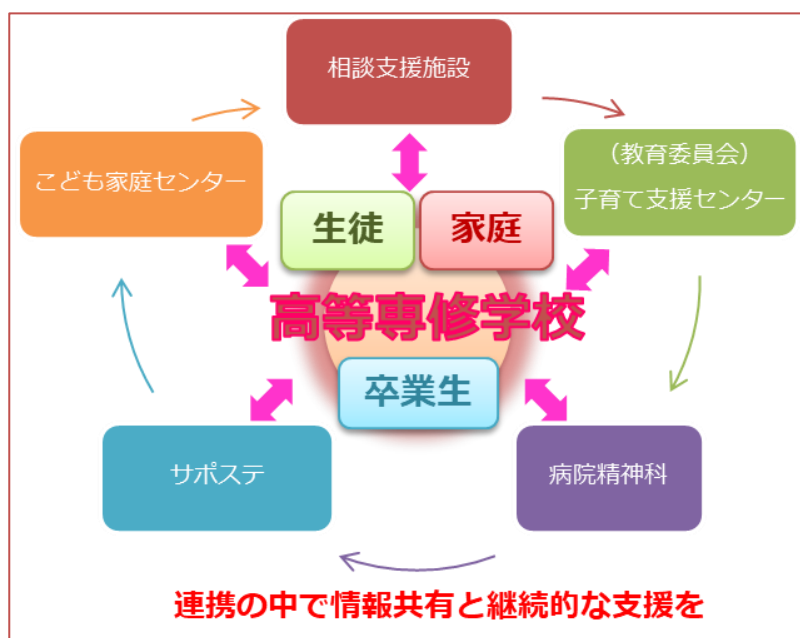 相談支援施設
こども家庭センター
（教育委員会）
子育て支援センター
生徒
家庭
高等専修学校
卒業生
サポステ
病院精神科
連携の中で情報共有と継続的な支援を